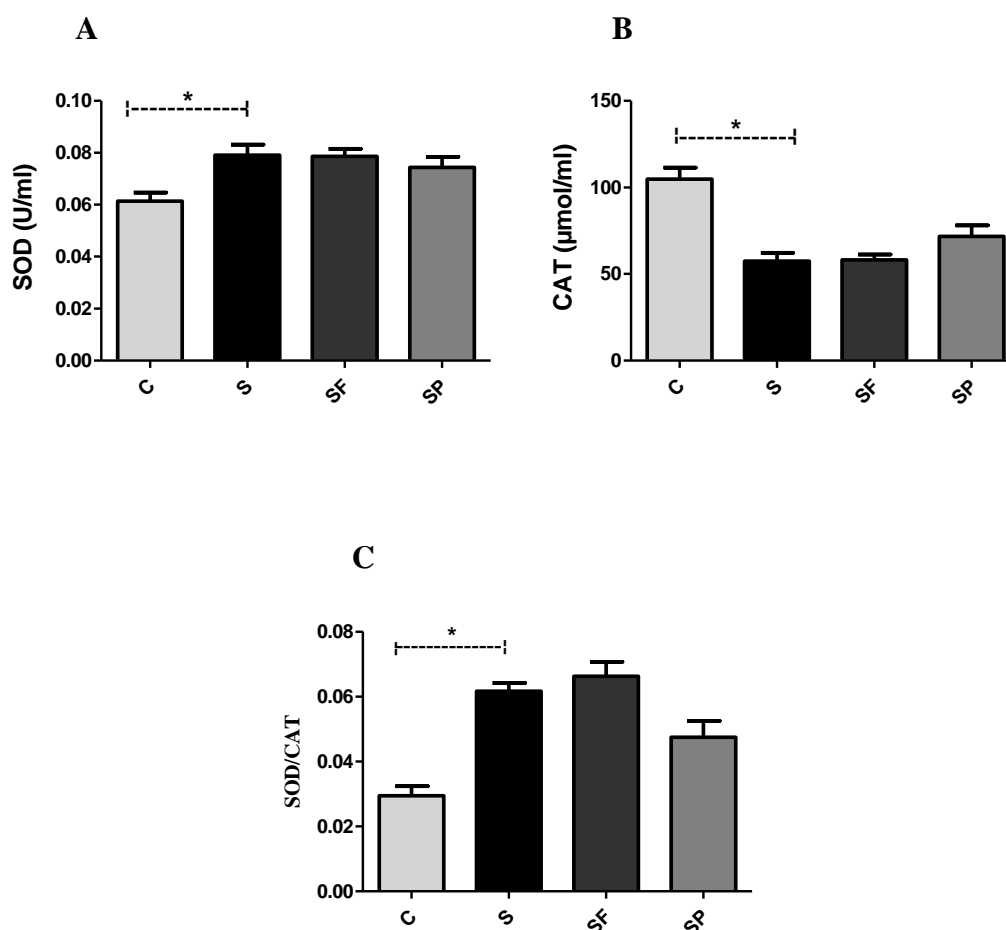 A
SOD (U/ml)
0.10
0.08
0.06
0.04
0.02
0.00
*
C
S
SF
SP
B
CAT (µmol/ml)
150
100
50
0
*
C
S
SF
SP
C
SOD/CAT
0.08
0.06
0.04
0.02
0.00
*
C
S
SF
SP